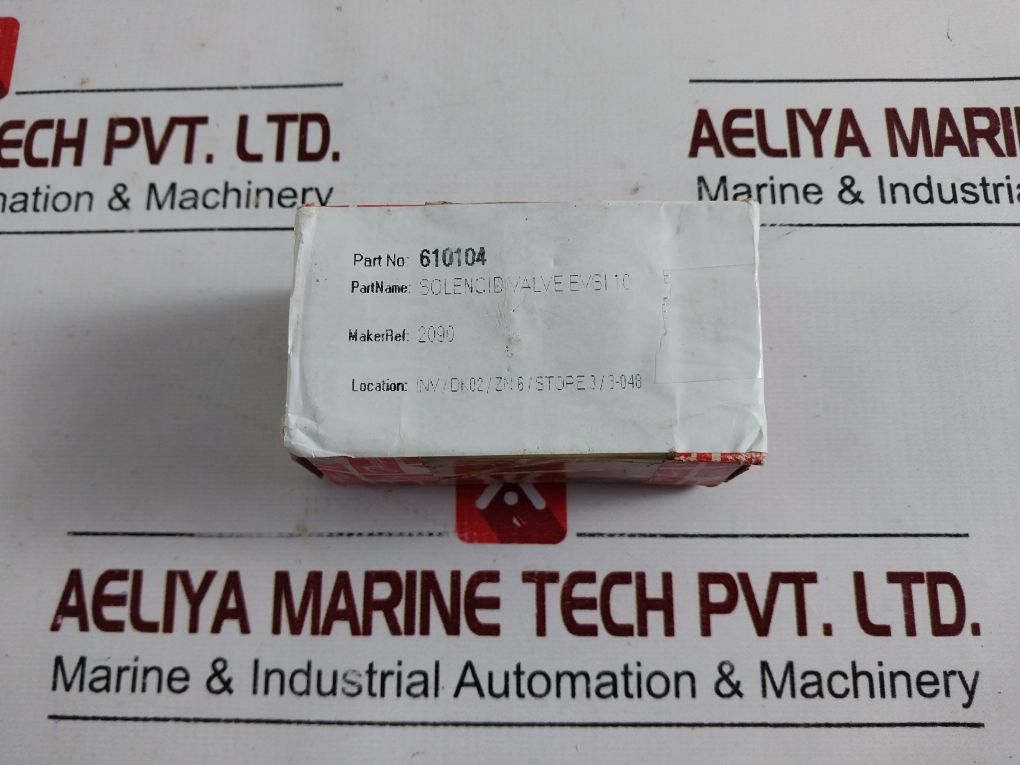 TECH PVT. LTD.
mation & Machinery
AELIYA MARI
Marine & Industria
Part No: 610104
PartName: SOLENOID VALVE EVSI 10
MakerRef: 2090
Location: INV / DK02 / ZN 6 / STORE 3 / 3-048
AELIYA MARINE TECH PVT. LTD.
Marine & Industrial Automation & Machinery